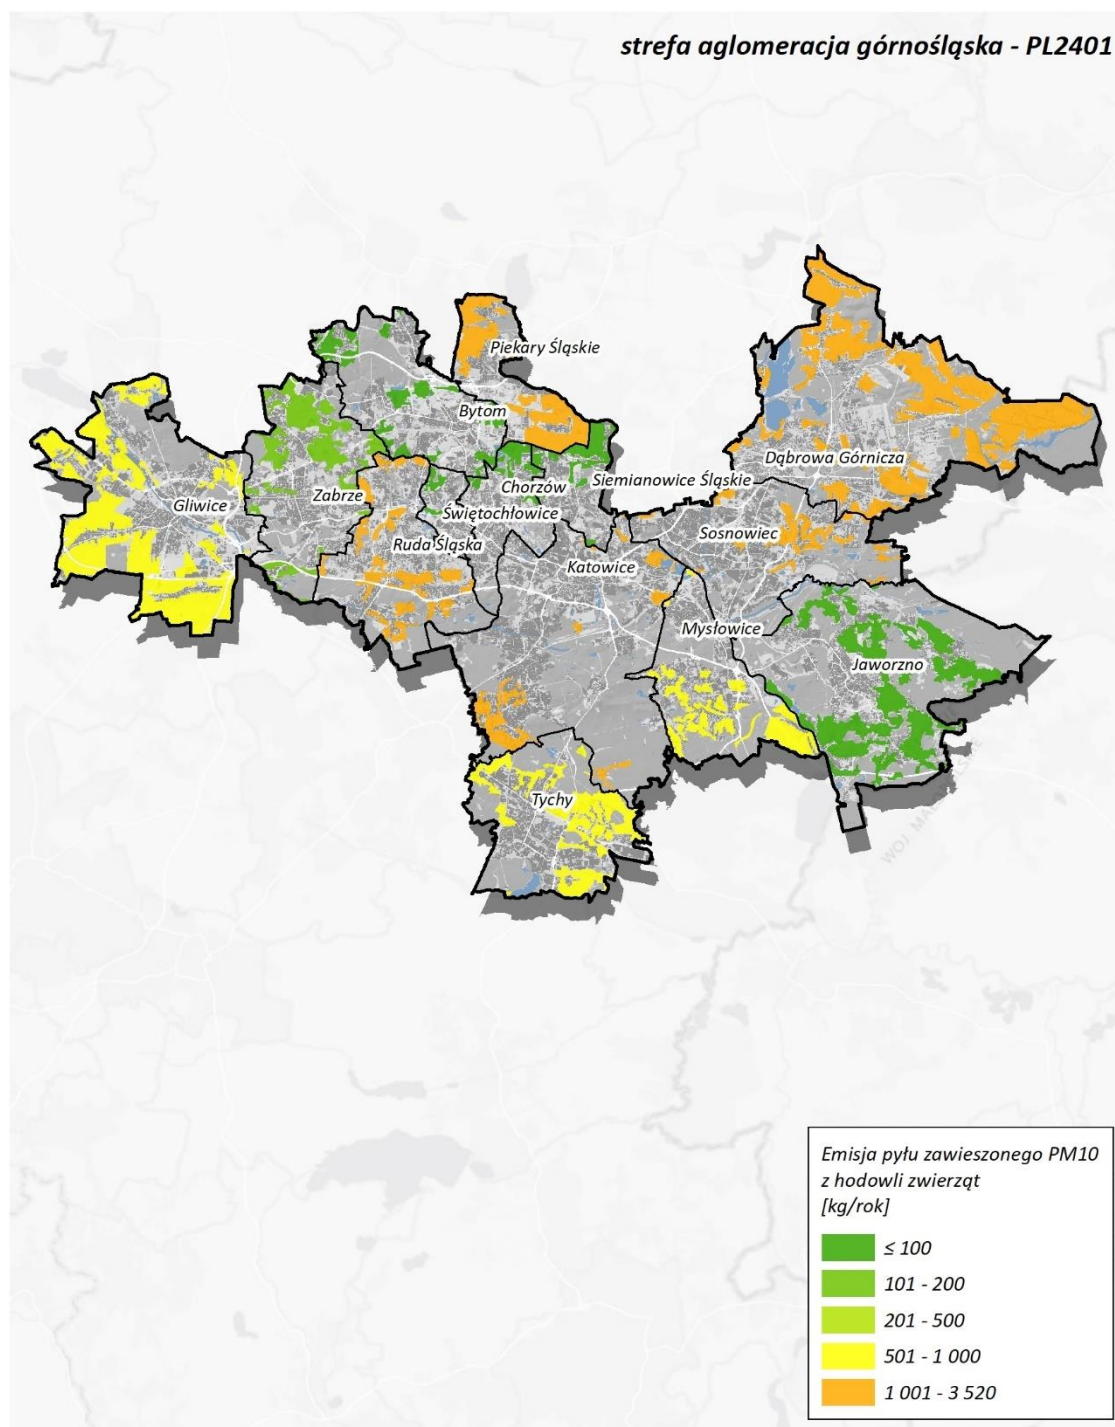 strefa aglomeracja górnośląska - PL2401
Piekary Śląskie
Bytom
Dąbrowa Górnicza
Siemianowice Śląskie
Chorzów
Zabrze
Gliwice
Świętochłowice
Sosnowiec
Ruda Śląska
Katowice
Mysłowice
Jaworzno
Tychy
WOJ. MA
Emisja pyłu zawieszonego PM10
z hodowli zwierząt
[kg/rok]
≤ 100
101 - 200
201 - 500
501 - 1 000
1 001 - 3 520